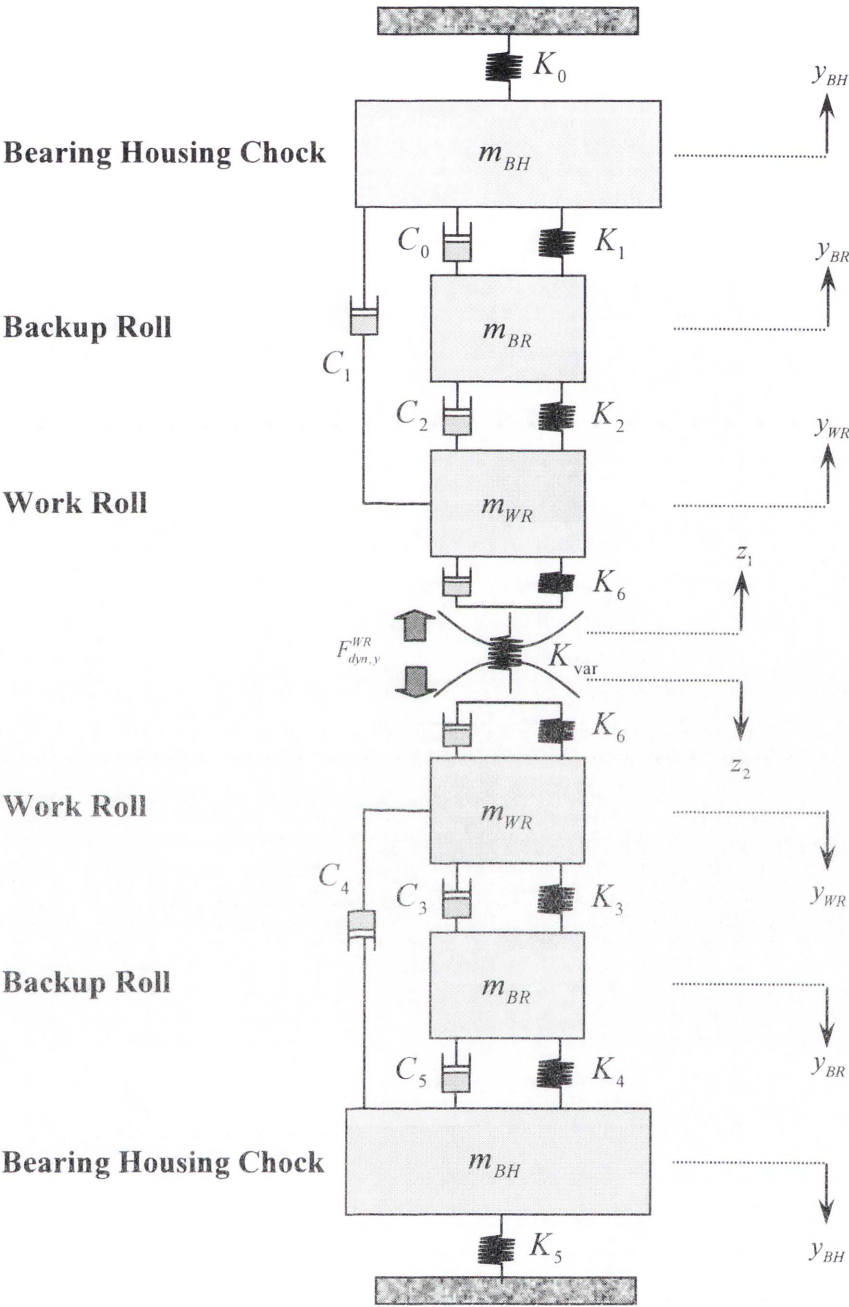 K_0
y_BH
Bearing Housing Chock
m_BH
C_0
K_1
y_BR
Backup Roll
m_BR
C_1
C_2
K_2
y_WR
Work Roll
m_WR
z_1
K_6
F^WR_dyn,y
K_var
K_6
z_2
Work Roll
m_WR
C_4
C_3
K_3
y_WR
Backup Roll
m_BR
C_5
K_4
y_BR
Bearing Housing Chock
m_BH
K_5
y_BH